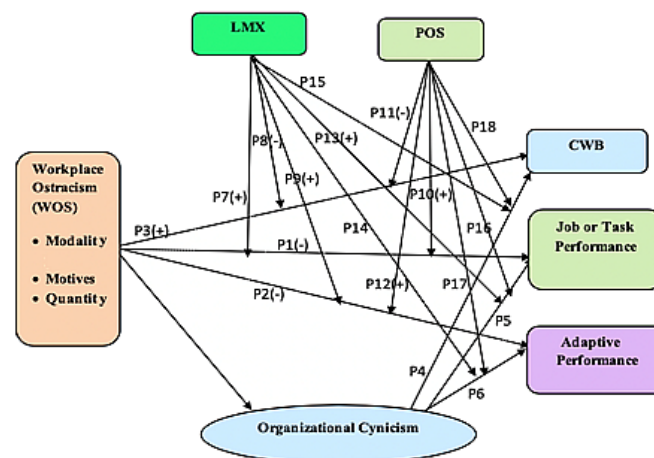 LMX
POS
P15
P11(-)
P18
P8(-)
P13(+)
CWB
Workplace
Ostracism
(WOS)
• Modality
• Motives
• Quantity
P9(+)
P7(+)
P10(+)
P3(+)
P14
P16
Job or Task
Performance
P1(-)
P12(+)
P17
P2(-)
P5
Adaptive
Performance
P4
P6
Organizational Cynicism